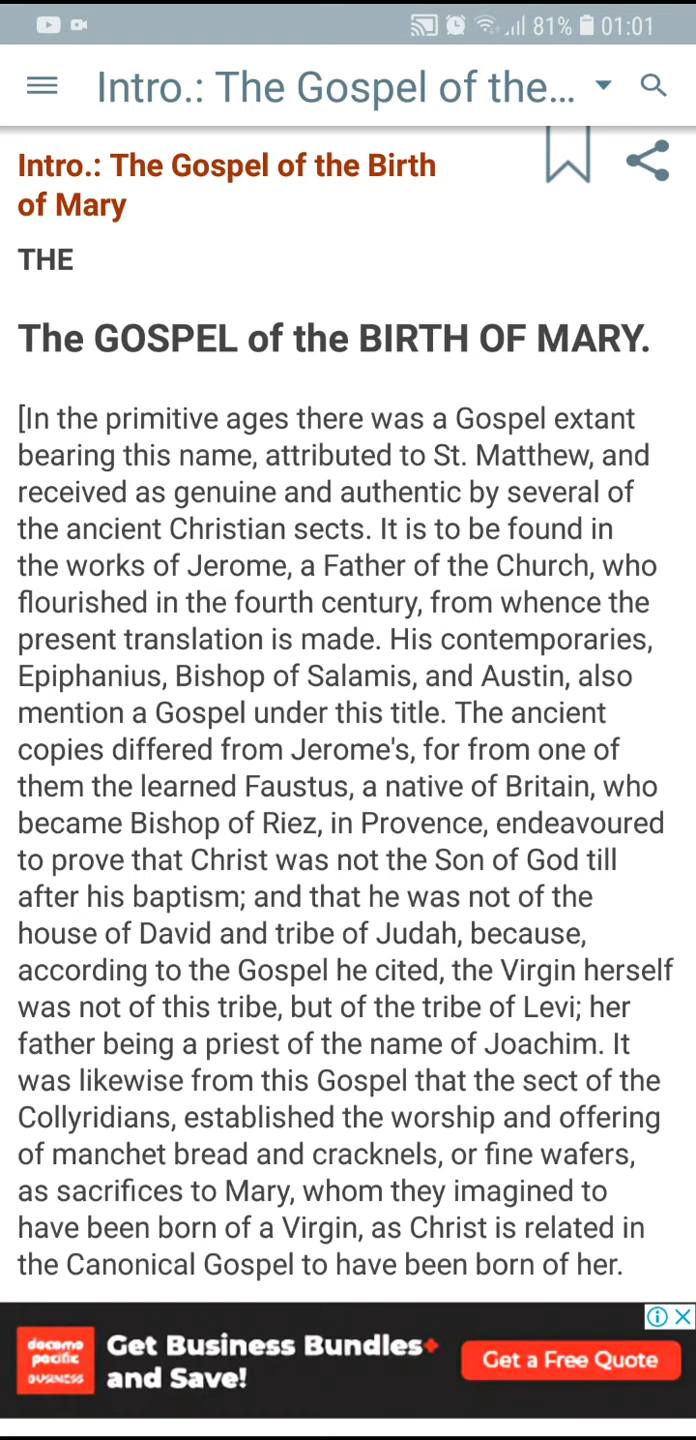 81% 01:01
Intro.: The Gospel of the...
Intro.: The Gospel of the Birth
of Mary
THE
The GOSPEL of the BIRTH OF MARY.
[In the primitive ages there was a Gospel extant
bearing this name, attributed to St. Matthew, and
received as genuine and authentic by several of
the ancient Christian sects. It is to be found in
the works of Jerome, a Father of the Church, who
flourished in the fourth century, from whence the
present translation is made. His contemporaries,
Epiphanius, Bishop of Salamis, and Austin, also
mention a Gospel under this title. The ancient
copies differed from Jerome's, for from one of
them the learned Faustus, a native of Britain, who
became Bishop of Riez, in Provence, endeavoured
to prove that Christ was not the Son of God till
after his baptism; and that he was not of the
house of David and tribe of Judah, because,
according to the Gospel he cited, the Virgin herself
was not of this tribe, but of the tribe of Levi; her
father being a priest of the name of Joachim. It
was likewise from this Gospel that the sect of the
Collyridians, established the worship and offering
of manchet bread and cracknels, or fine wafers,
as sacrifices to Mary, whom they imagined to
have been born of a Virgin, as Christ is related in
the Canonical Gospel to have been born of her.
docomo
pacific
BUSINESS
Get Business Bundles+
and Save!
Get a Free Quote